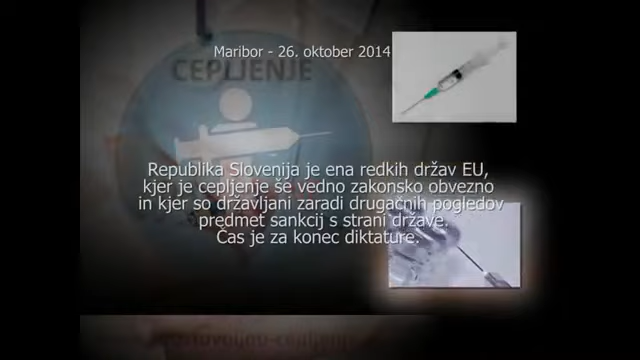 Maribor - 26. oktober 2014
CEPLJENJE
Republika Slovenija je ena redkih držav EU,
kjer je cepljenje še vedno zakonsko obvezno
in kjer so državljani zaradi drugačnih pogledov
predmet sankcij s strani države.
Čas je za konec diktature.
cepljenje